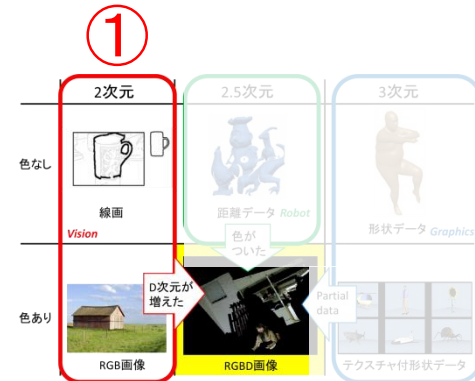 ①
2次元
2.5次元
3次元
色なし
線画
Vision
距離データ Robot
形状データ Graphics
色が
ついた
色あり
D次元が
増えた
Partial
data
RGB画像
RGBD画像
テクスチャ付形状データ